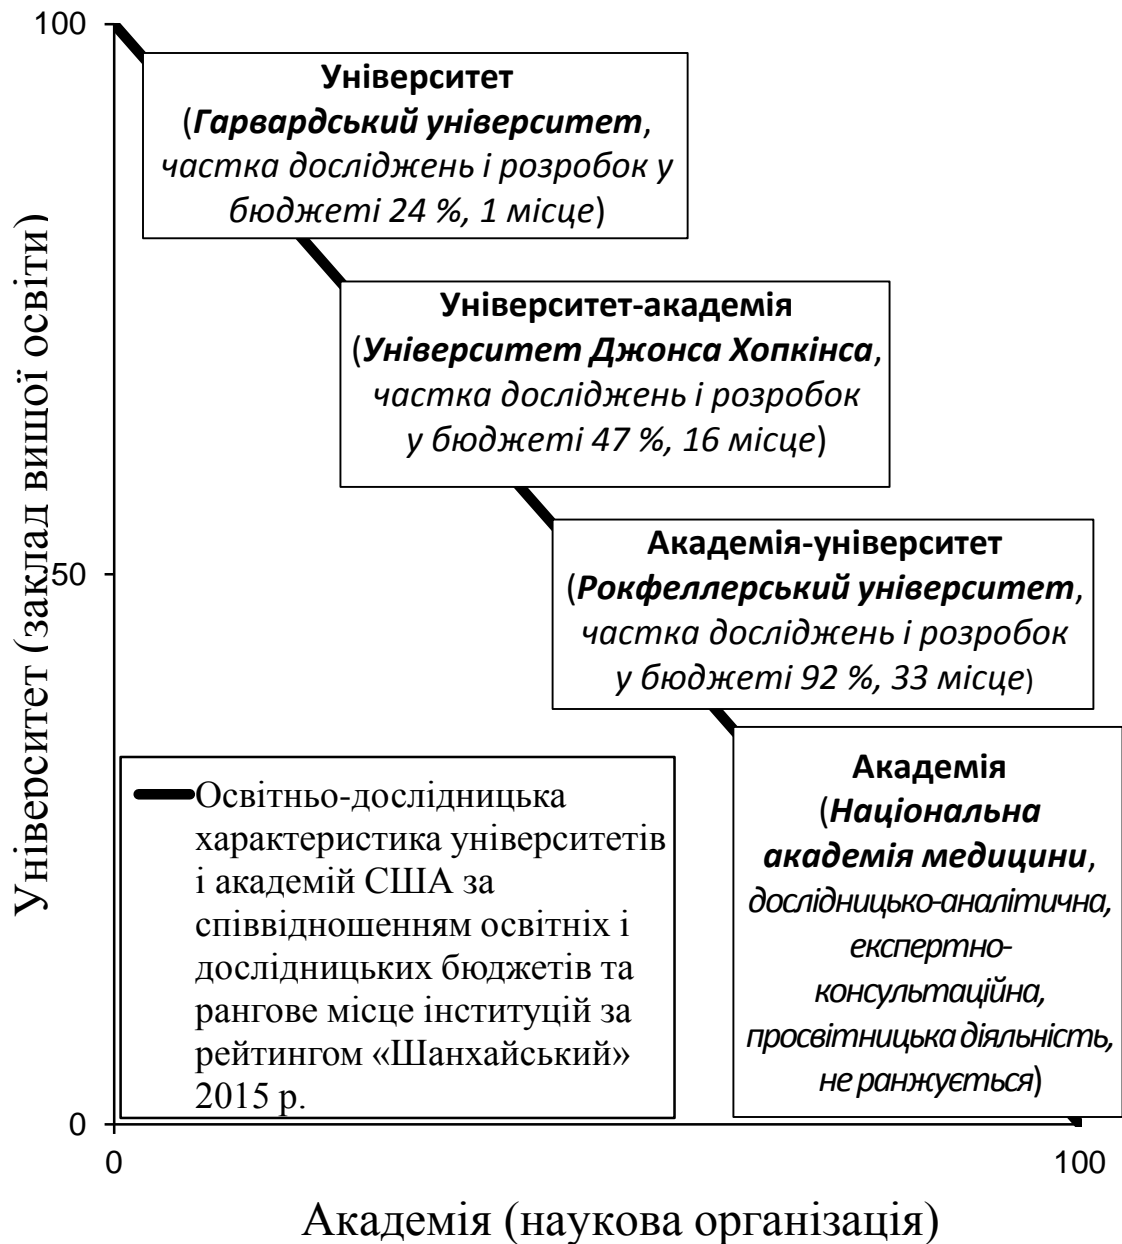 100
Університет
(Гарвардський університет,
частка досліджень і розробок у
бюджеті 24 %, 1 місце)
Університет-академія
(Університет Джонса Хопкінса,
частка досліджень і розробок
у бюджеті 47 %, 16 місце)
Академія-університет
(Рокфеллерський університет,
частка досліджень і розробок
у бюджеті 92 %, 33 місце)
Академія
(Національна
академія медицини,
дослідницько-аналітична,
експертно-
консультаційна,
просвітницька діяльність,
не ранжується)
Університет (заклад вищої освіти)
50
Освітньо-дослідницька
характеристика університетів
і академій США за
співвідношенням освітніх і
дослідницьких бюджетів та
рангове місце інституцій за
рейтингом «Шанхайський»
2015 р.
0
0
100
Академія (наукова організація)